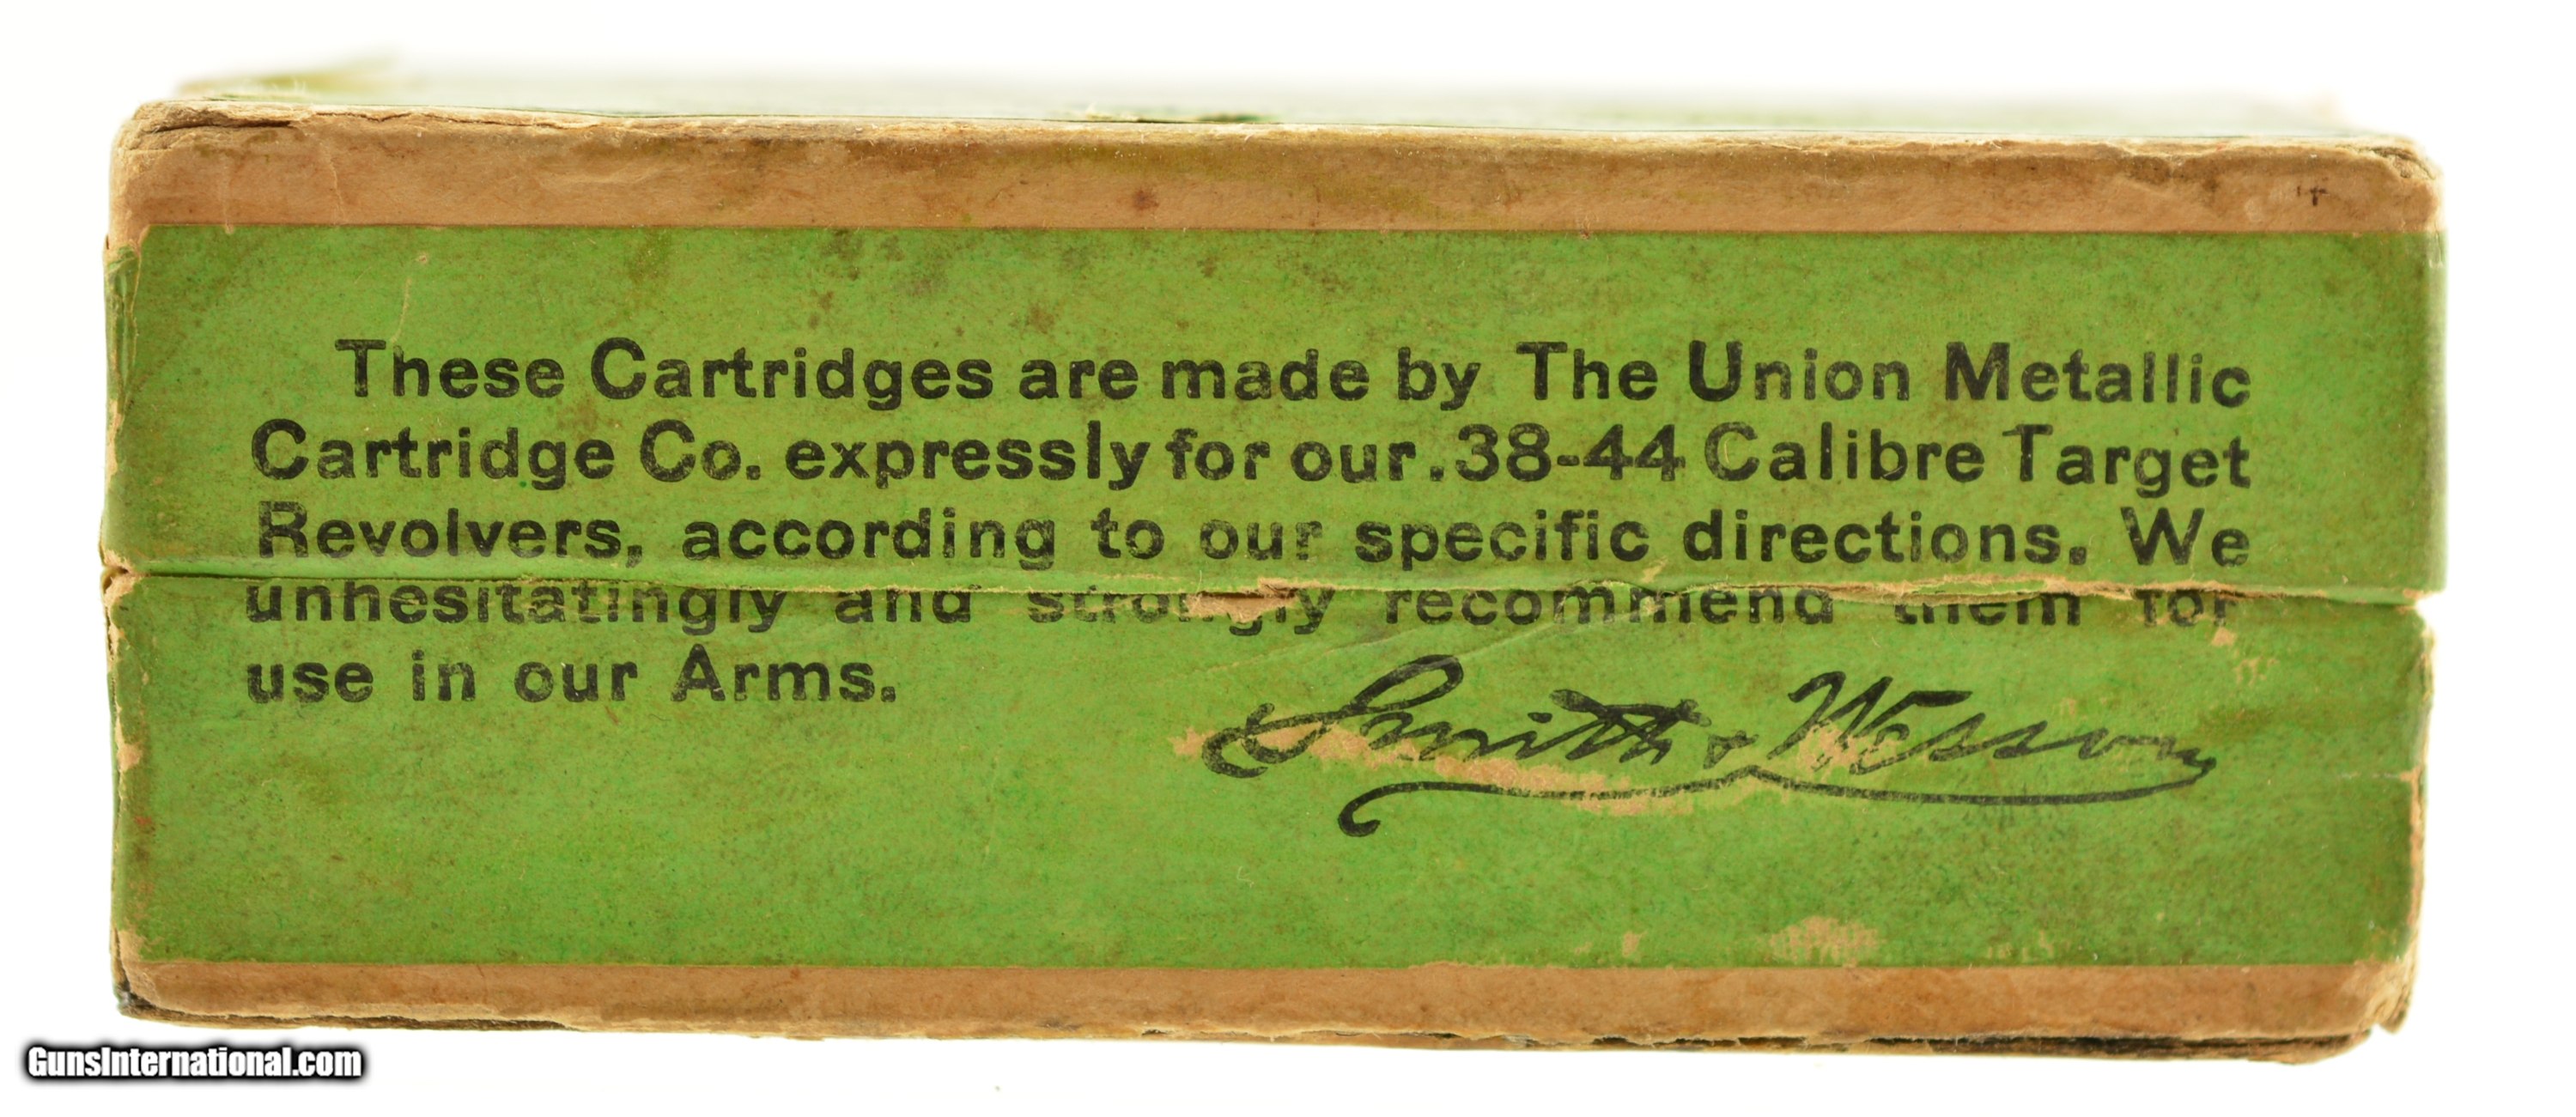 These Cartridges are made by The Union Metallic
Cartridge Co. expressly for our .38-44 Calibre Target
Revolvers, according to our specific directions. We
unhesitatingly and strongly recommend them for
use in our Arms.
Smith & Wesson
GunsInternational.com